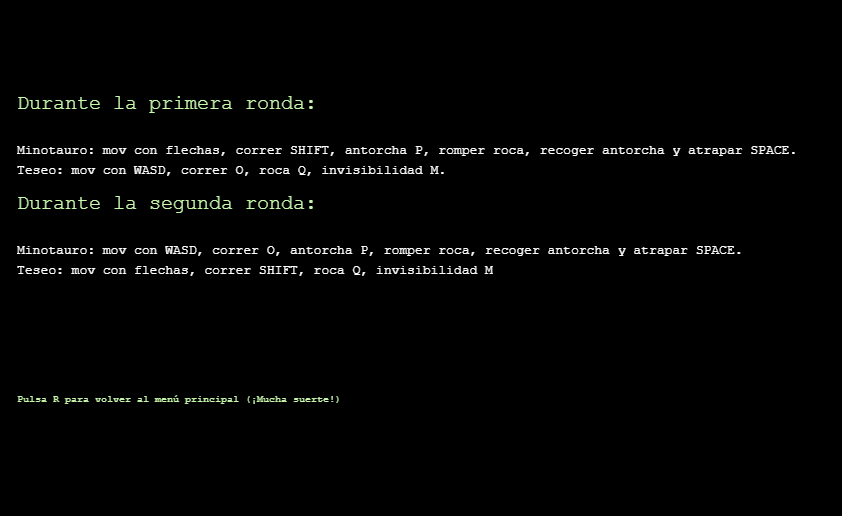 Durante la primera ronda:
Minotauro: mov con flechas, correr SHIFT, antorcha P, romper roca, recoger antorcha y atrapar SPACE.
Teseo: mov con WASD, correr O, roca Q, invisibilidad M.
Durante la segunda ronda:
Minotauro: mov con WASD, correr O, antorcha P, romper roca, recoger antorcha y atrapar SPACE.
Teseo: mov con flechas, correr SHIFT, roca Q, invisibilidad M
Pulsa R para volver al menú principal (¡Mucha suerte!)